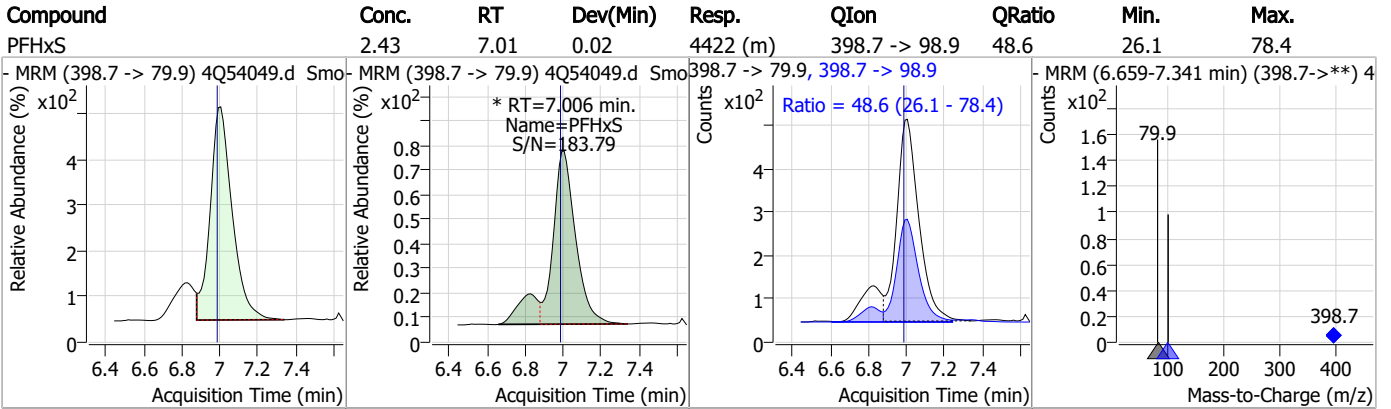 Compound Conc. RT Dev(Min) Resp. QIon QRatio Min. Max.
PFHxS 2.43 7.01 0.02 4422 (m) 398.7 -> 98.9 48.6 26.1 78.4
- MRM (398.7 -> 79.9) 4Q54049.d Smo
x10²
Relative Abundance (%)
4
3
2
1
0
6.4 6.6 6.8 7 7.2 7.4
Acquisition Time (min)
- MRM (398.7 -> 79.9) 4Q54049.d Smo
x10²
* RT=7.006 min.
Name=PFHxS
S/N=183.79
Relative Abundance (%)
0.8
0.7
0.6
0.5
0.4
0.3
0.2
0.1
0
6.4 6.6 6.8 7 7.2 7.4
Acquisition Time (min)
398.7 -> 79.9, 398.7 -> 98.9
x10²
Ratio = 48.6 (26.1 - 78.4)
Counts
4
3
2
1
0
6.4 6.6 6.8 7 7.2 7.4
Acquisition Time (min)
- MRM (6.659-7.341 min) (398.7->**) 4
x10²
Counts
1.6
1.4
1.2
1
0.8
0.6
0.4
0.2
0
79.9
398.7
100 200 300 400
Mass-to-Charge (m/z)